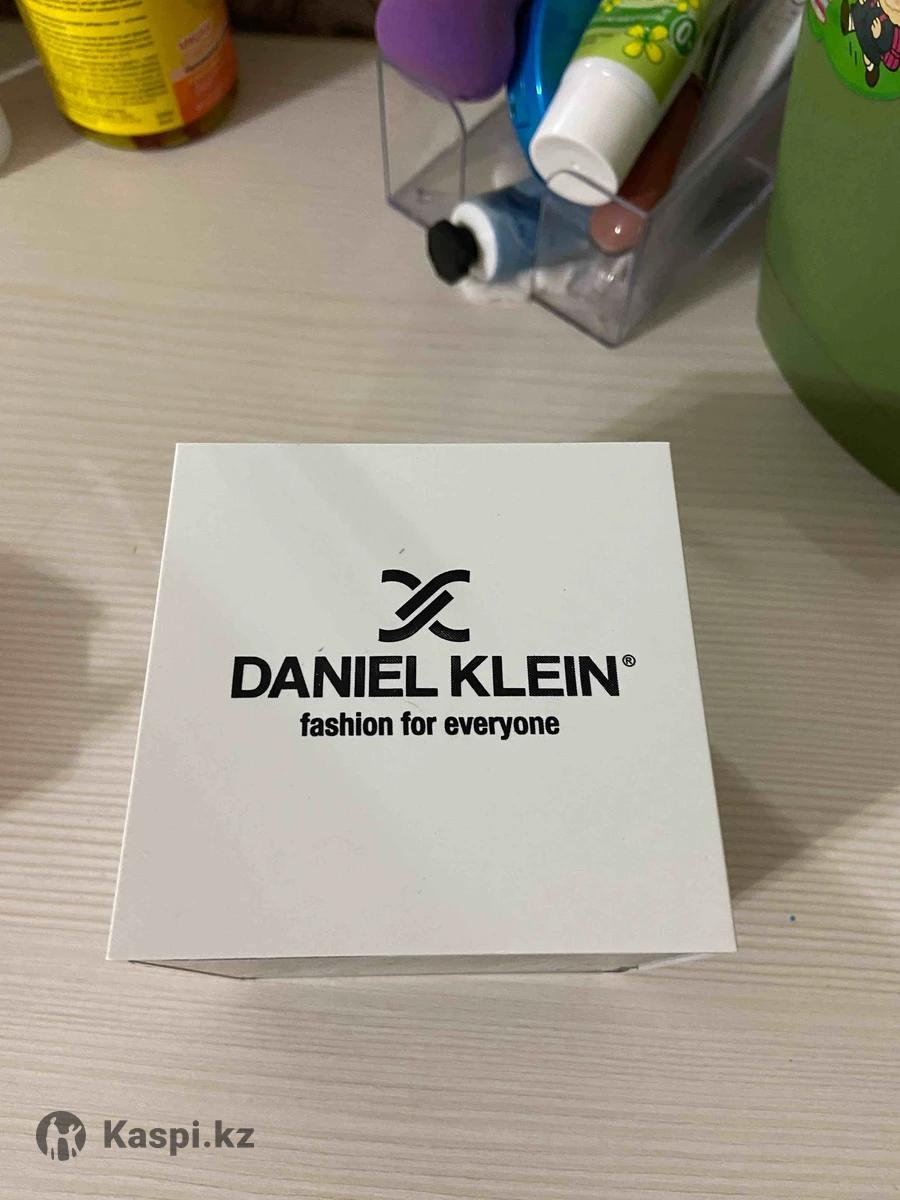 DANIEL KLEIN®
fashion for everyone
Kaspi.kz